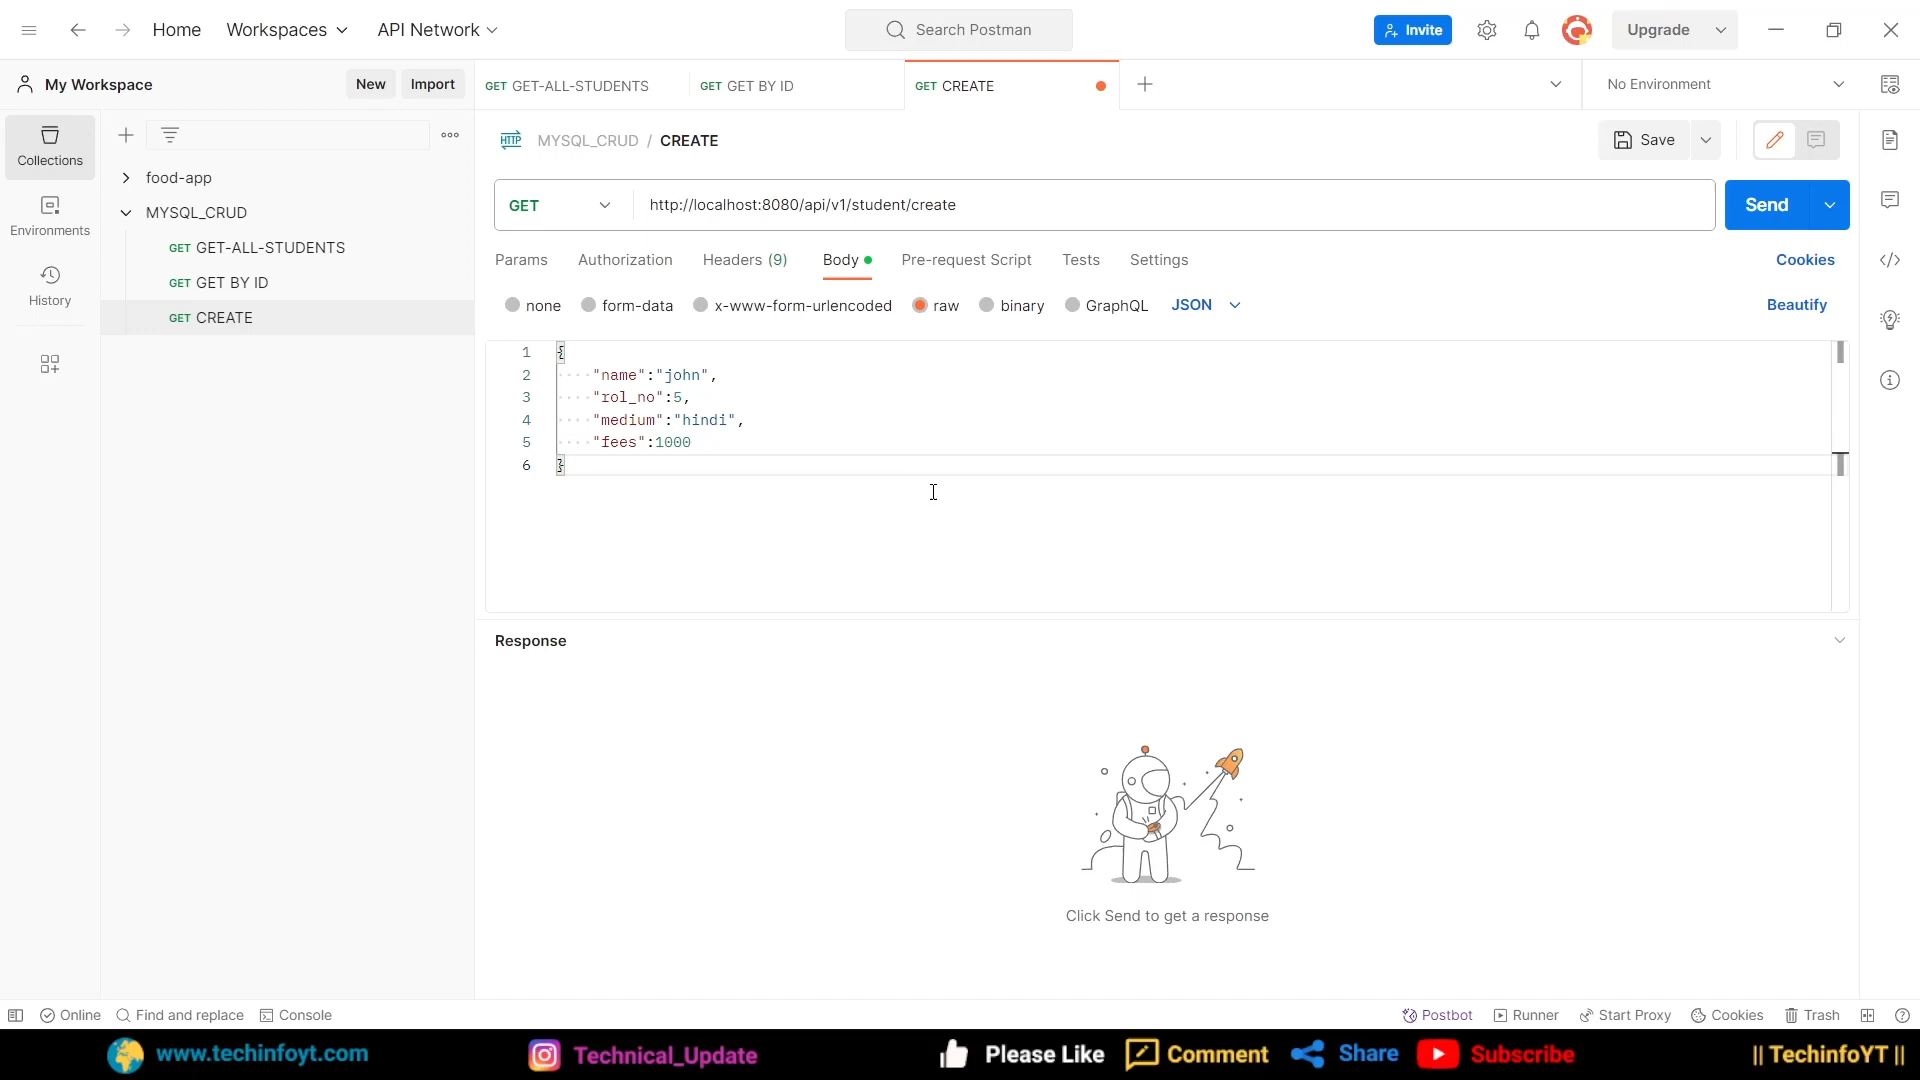 Home Workspaces API Network Search Postman Invite Upgrade
My Workspace New Import GET GET-ALL-STUDENTS GET GET BY ID GET CREATE No Environment
Collections
food-app
MYSQL_CRUD
GET GET-ALL-STUDENTS
GET GET BY ID
GET CREATE
Environments
History
HTTP MYSQL_CRUD / CREATE Save
GET http://localhost:8080/api/v1/student/create Send
Params Authorization Headers (9) Body Pre-request Script Tests Settings Cookies
none form-data x-www-form-urlencoded raw binary GraphQL JSON Beautify
1 {
2 "name":"john",
3 "rol_no":5,
4 "medium":"hindi",
5 "fees":1000
6 }
Response
Click Send to get a response
Online Find and replace Console Postbot Runner Start Proxy Cookies Trash
www.techinfoyt.com Technical_Update Please Like Comment Share Subscribe || TechinfoYT ||